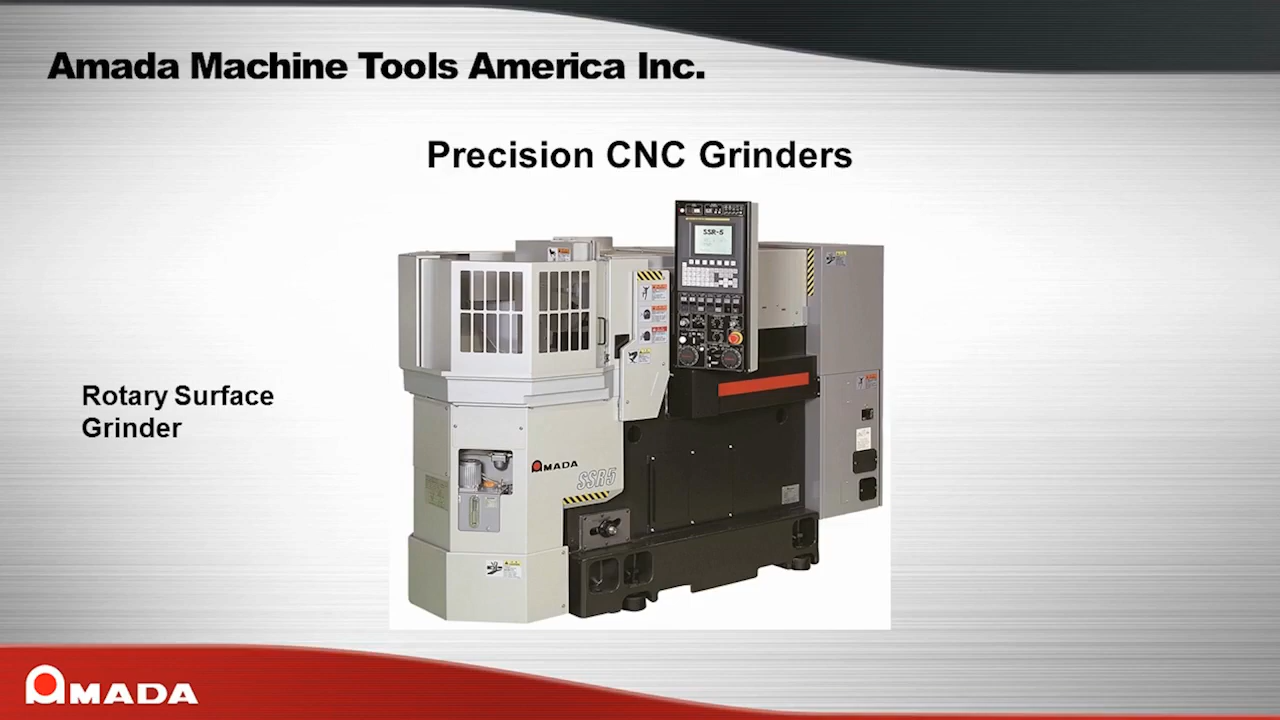 Amada Machine Tools America Inc.
Precision CNC Grinders
SSR-5
Rotary Surface
Grinder
AMADA
SSR5
AMADA